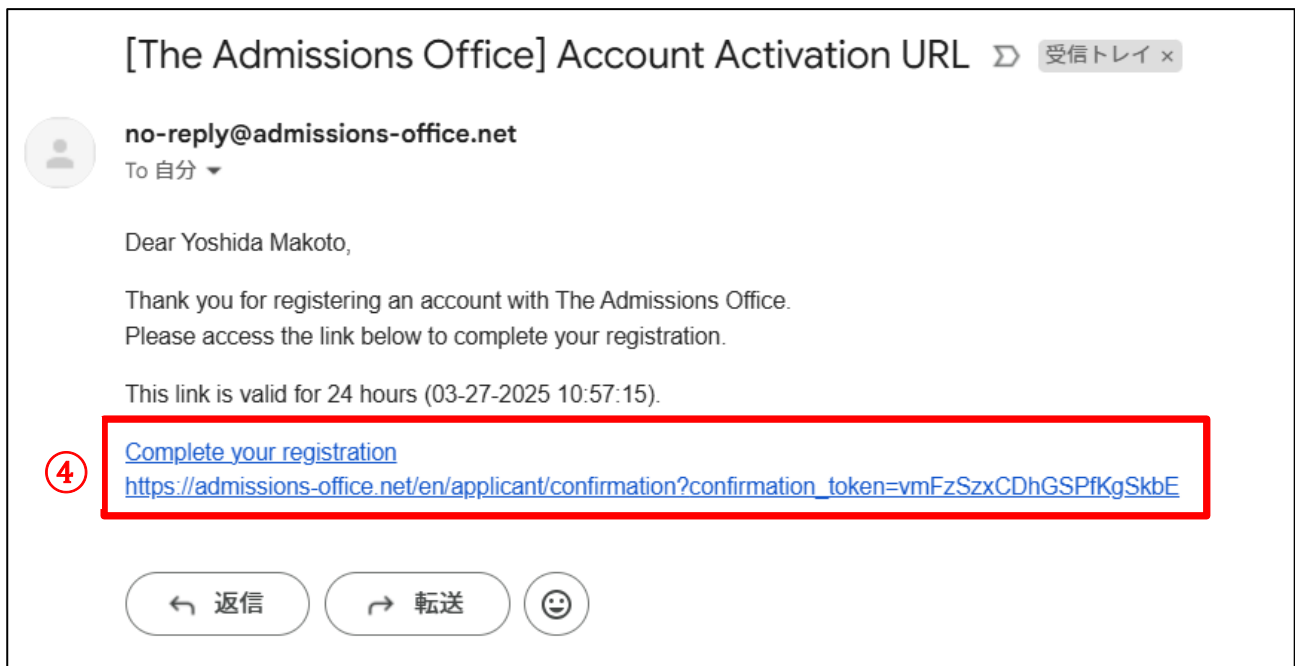 [The Admissions Office] Account Activation URL 受信トレイ ×
no-reply@admissions-office.net
To 自分
Dear Yoshida Makoto,
Thank you for registering an account with The Admissions Office.
Please access the link below to complete your registration.
This link is valid for 24 hours (03-27-2025 10:57:15).
④
Complete your registration
https://admissions-office.net/en/applicant/confirmation?confirmation_token=vmFzSzxCDhGSPfKgSkbE
返信 転送